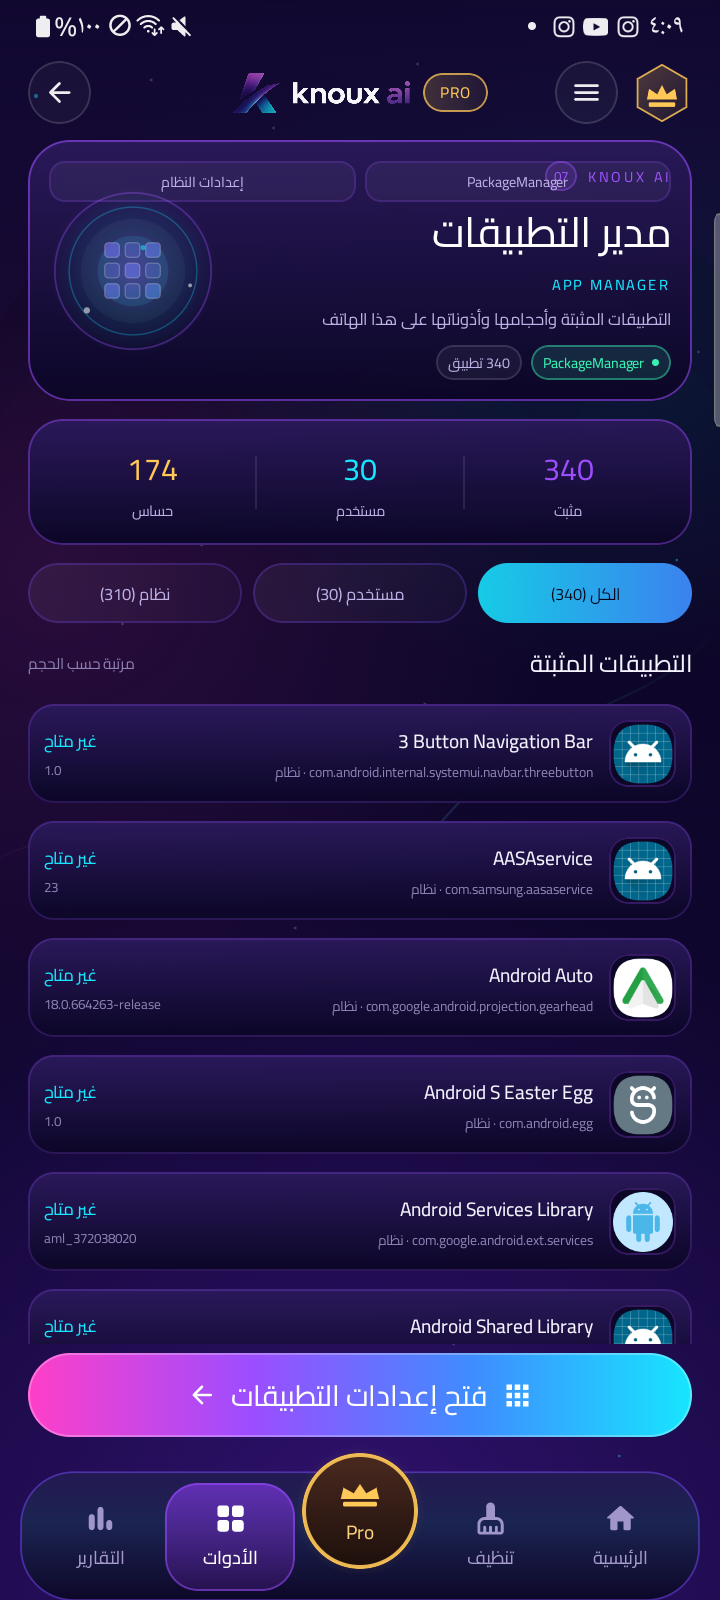 ٤:٠٩
%١٠٠
knoux ai
PRO
KNOUX AI 07
PackageManager
إعدادات النظام
مدير التطبيقات
APP MANAGER
التطبيقات المثبتة وأحجامها وأذوناتها على هذا الهاتف
PackageManager
340 تطبيق
340
مثبت
30
مستخدم
174
حساس
الكل (340)
مستخدم (30)
نظام (310)
التطبيقات المثبتة
مرتبة حسب الحجم
3 Button Navigation Bar
غير متاح
نظام · com.android.internal.systemui.navbar.threebutton
1.0
AASAservice
غير متاح
نظام · com.samsung.aasaservice
23
Android Auto
غير متاح
نظام · com.google.android.projection.gearhead
18.0.664263-release
Android S Easter Egg
غير متاح
نظام · com.android.egg
1.0
Android Services Library
غير متاح
نظام · com.google.android.ext.services
aml_372038020
Android Shared Library
غير متاح
فتح إعدادات التطبيقات
الرئيسية
تنظيف
Pro
الأدوات
التقارير